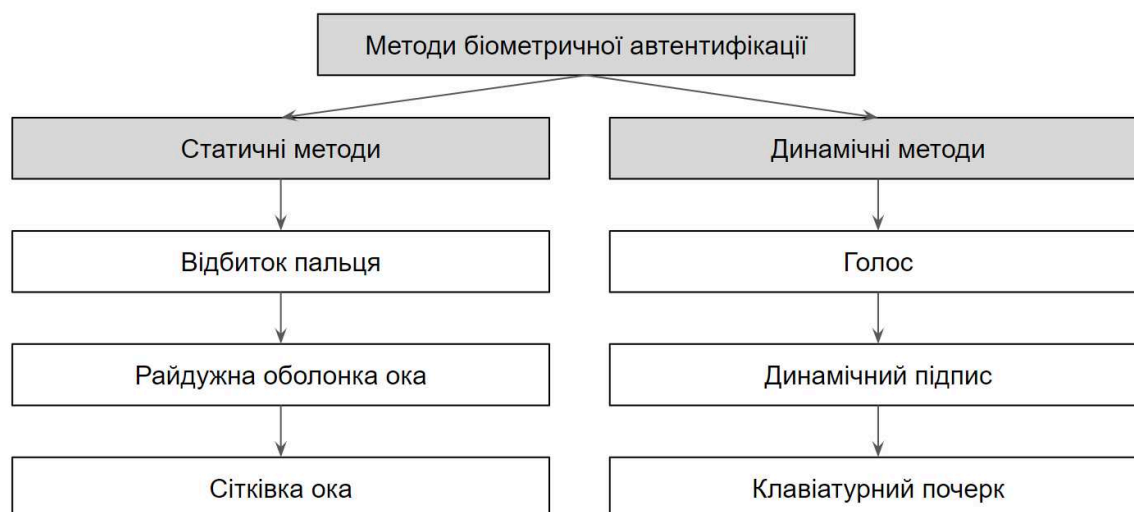 Методи біометричної автентифікації
Статичні методи
Динамічні методи
Відбиток пальця
Голос
Райдужна оболонка ока
Динамічний підпис
Сітківка ока
Клавіатурний почерк